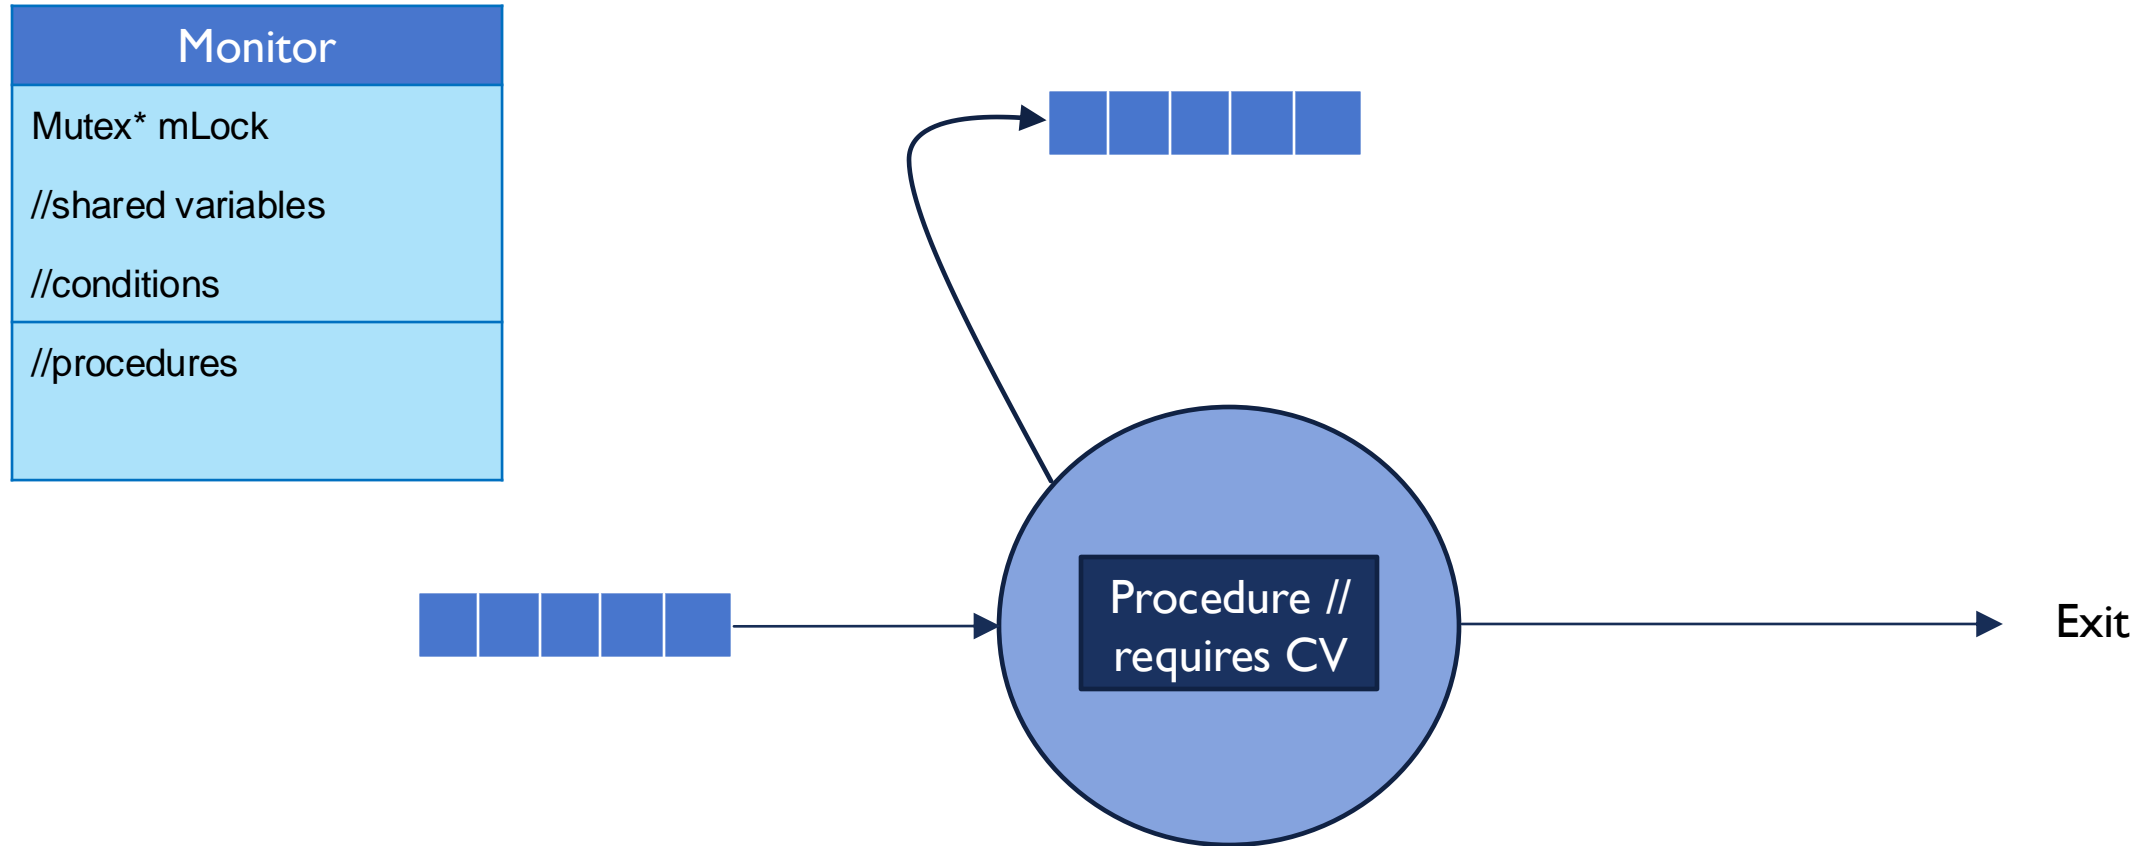 Monitor
Mutex* mLock
//shared variables
//conditions
//procedures
Procedure //
requires CV
Exit